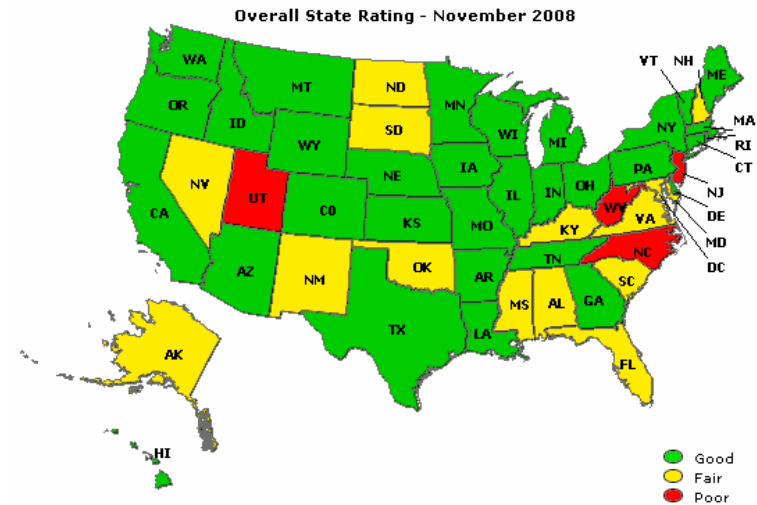 Overall State Rating - November 2008
VT
NH
WA
MT
ND
MN
ME
OR
ID
SD
WI
MI
NY
MA
RI
CT
WY
IA
PA
NV
UT
NE
IL
IN
OH
NJ
CA
CO
KS
MO
WV
VA
DE
KY
MD
AZ
NM
OK
AR
TN
NC
DC
TX
LA
MS
AL
GA
SC
AK
FL
HI
Good
Fair
Poor